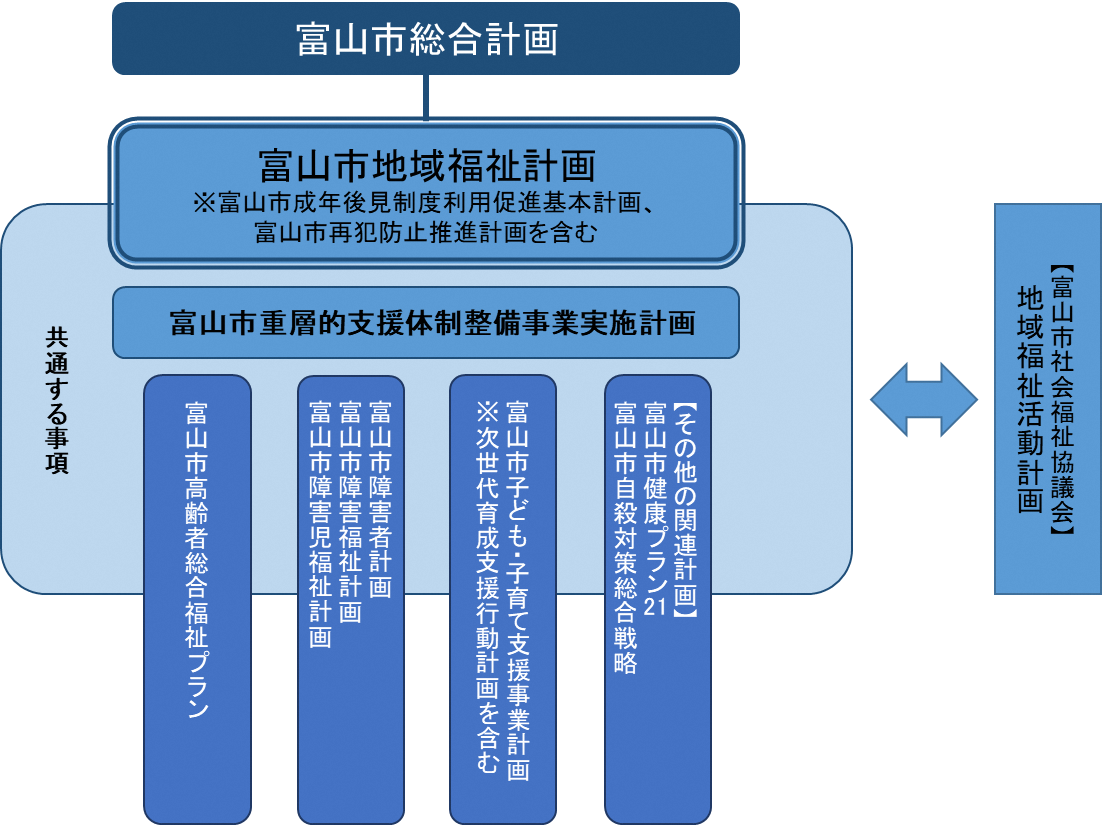 富山市総合計画
富山市地域福祉計画
※富山市成年後見制度利用促進基本計画、
富山市再犯防止推進計画を含む
富山市重層的支援体制整備事業実施計画
共通する事項
富山市高齢者総合福祉プラン
富山市障害者計画
富山市障害福祉計画
富山市障害児福祉計画
富山市子ども・子育て支援事業計画
※次世代育成支援行動計画を含む
【その他の関連計画】
富山市健康プラン21
富山市自殺対策総合戦略
【富山市社会福祉協議会】
地域福祉活動計画